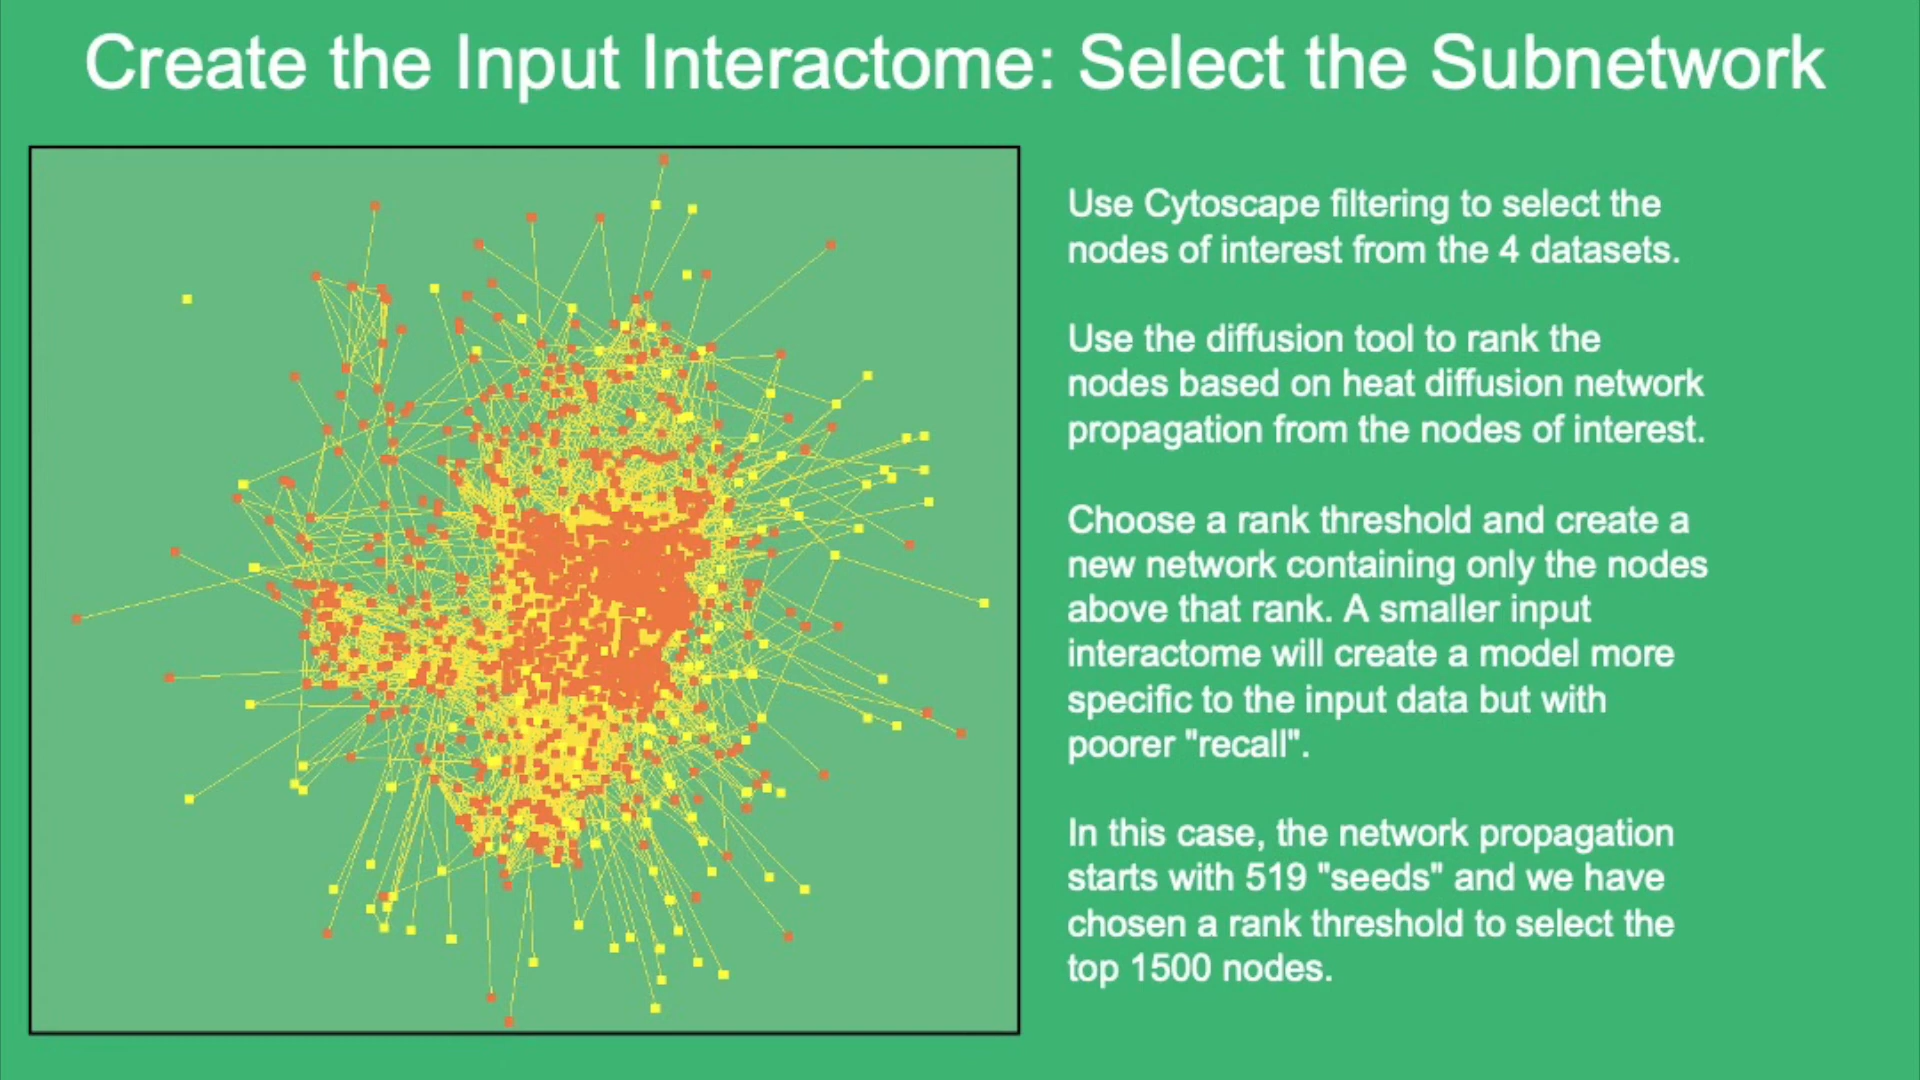 Create the Input Interactome: Select the Subnetwork
Use Cytoscape filtering to select the
nodes of interest from the 4 datasets.
Use the diffusion tool to rank the
nodes based on heat diffusion network
propagation from the nodes of interest.
Choose a rank threshold and create a
new network containing only the nodes
above that rank. A smaller input
interactome will create a model more
specific to the input data but with
poorer "recall".
In this case, the network propagation
starts with 519 "seeds" and we have
chosen a rank threshold to select the
top 1500 nodes.